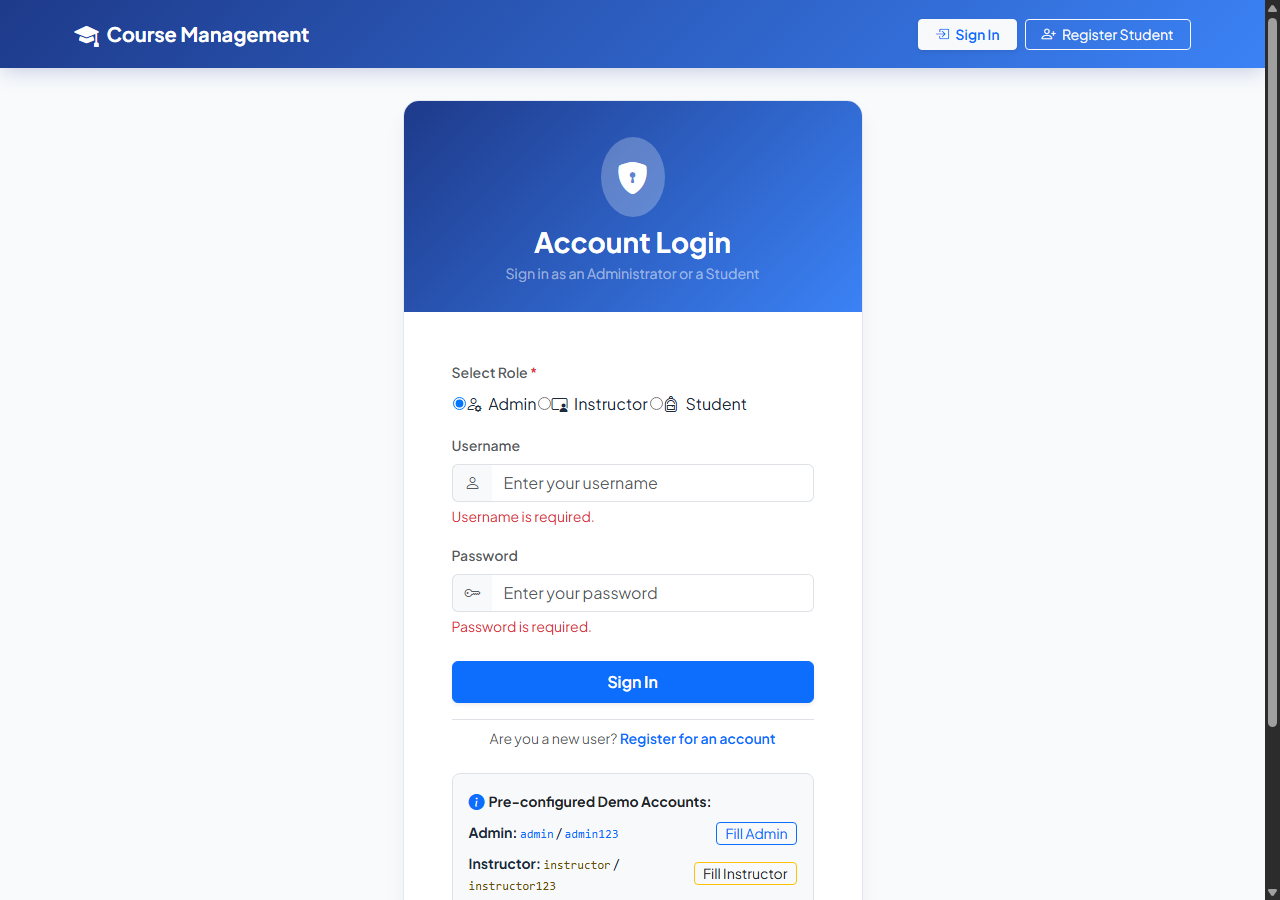 Course Management
Sign In
Register Student
Account Login
Sign in as an Administrator or a Student
Select Role *
Admin Instructor Student
Username
Enter your username
Username is required.
Password
Enter your password
Password is required.
Sign In
Are you a new user? Register for an account
Pre-configured Demo Accounts:
Admin: admin / admin123
Fill Admin
Instructor: instructor /
instructor123
Fill Instructor